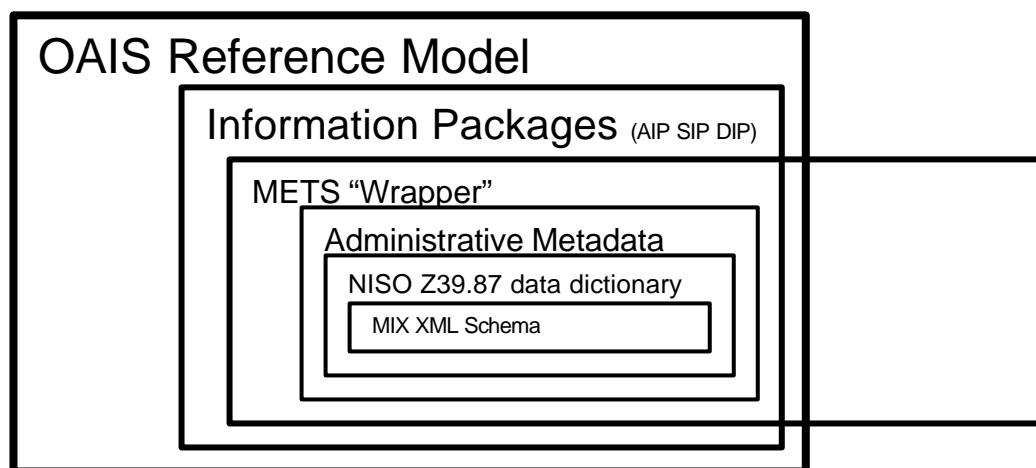 OAIS Reference Model
Information Packages (AIP SIP DIP)
METS “Wrapper”
Administrative Metadata
NISO Z39.87 data dictionary
MIX XML Schema